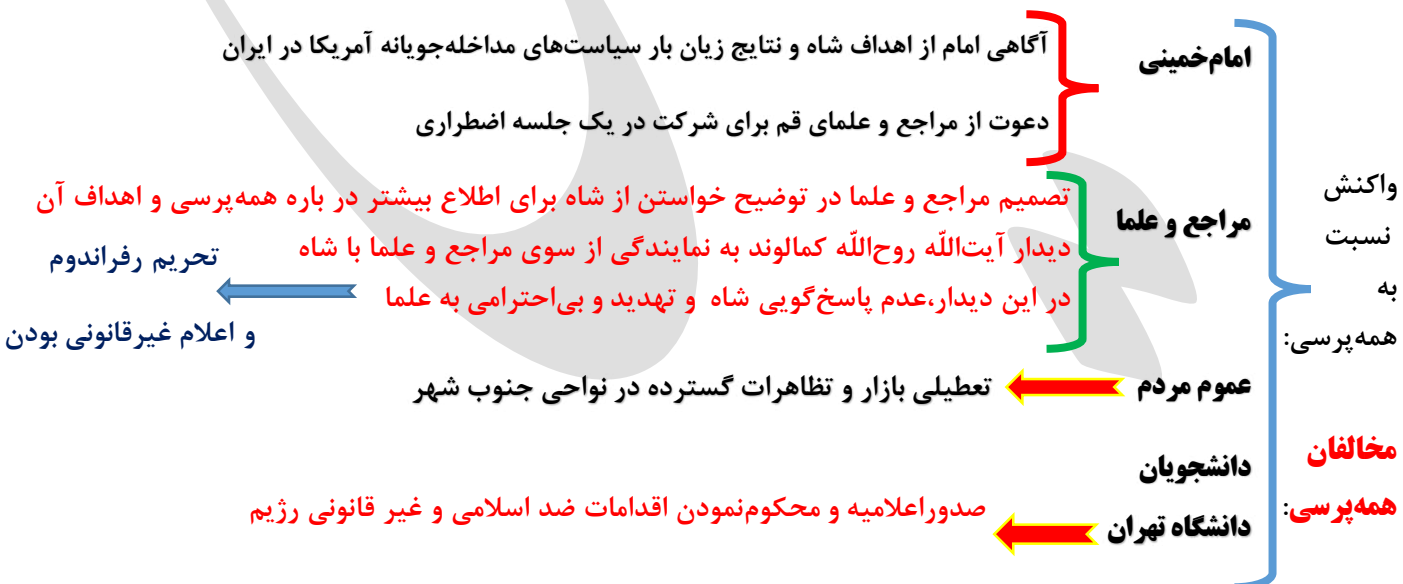 واکنش
نسبت
به
همه‌پرسی:
مخالفان
همه‌پرسی:
امام‌خمینی
آگاهی امام از اهداف شاه و نتایج زیان بار سیاست‌های مداخله‌جویانه آمریکا در ایران
دعوت از مراجع و علمای قم برای شرکت در یک جلسه اضطراری
مراجع و علما
تصمیم مراجع و علما در توضیح خواستن از شاه برای اطلاع بیشتر در باره همه‌پرسی و اهداف آن
دیدار آیت‌اللّه روح‌اللّه کمالوند به نمایندگی از سوی مراجع و علما با شاه
در این دیدار،عدم پاسخ‌گویی شاه و تهدید و بی‌احترامی به علما
تحریم رفراندوم
و اعلام غیرقانونی بودن
عموم مردم
تعطیلی بازار و تظاهرات گسترده در نواحی جنوب شهر
دانشجویان
دانشگاه تهران
صدوراعلامیه و محکوم‌نمودن اقدامات ضد اسلامی و غیر قانونی رژیم